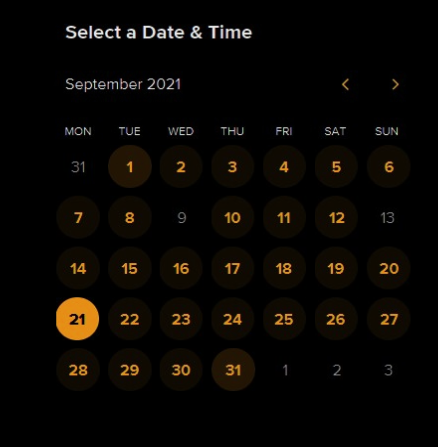 Select a Date & Time
September 2021
MON TUE WED THU FRI SAT SUN
31 1 2 3 4 5 6
7 8 9 10 11 12 13
14 15 16 17 18 19 20
21 22 23 24 25 26 27
28 29 30 31 1 2 3